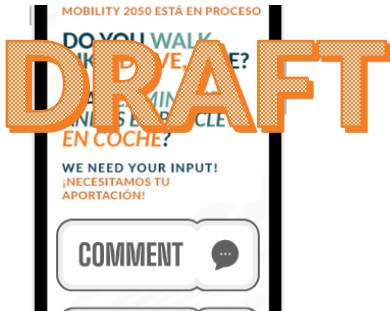 MOBILITY 2050 ESTÁ EN PROCESO
DO YOU WALK
DRAFT
EN COCHE?
WE NEED YOUR INPUT!
¡NECESITAMOS TU
APORTACIÓN!
COMMENT